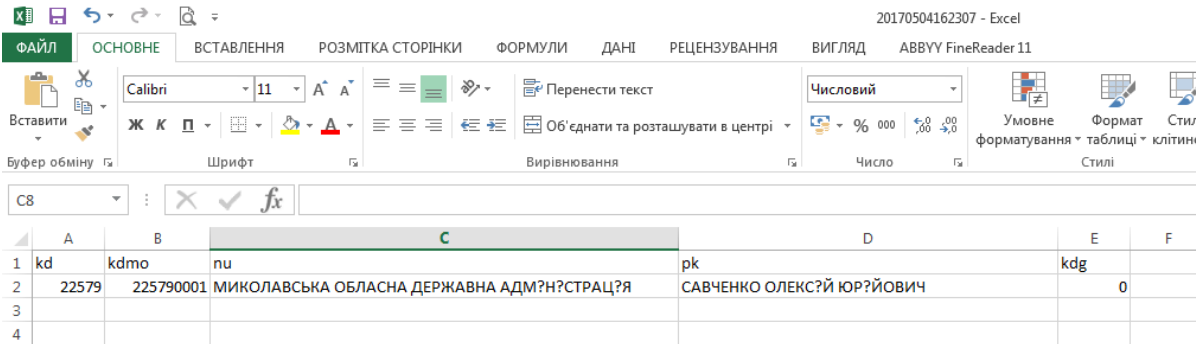 20170504162307 - Excel
ФАЙЛ ОСНОВНЕ ВСТАВЛЕННЯ РОЗМІТКА СТОРІНКИ ФОРМУЛИ ДАНІ РЕЦЕНЗУВАННЯ ВИГЛЯД ABBYY FineReader 11
Вставити
Calibri 11
Ж К П
Перенести текст
Об'єднати та розташувати в центрі
Числовий
% 000
Умовне форматування
Формат таблиці
Буфер обміну Шрифт Вирівнювання Число Стилі
C8 fx
A B C D E F
1 kd kdmo nu pk kdg
2 22579 225790001 МИКОЛАВСЬКА ОБЛАСНА ДЕРЖАВНА АДМ?Н?СТРАЦ?Я САВЧЕНКО ОЛЕКС?Й ЮР?ЙОВИЧ 0
3
4